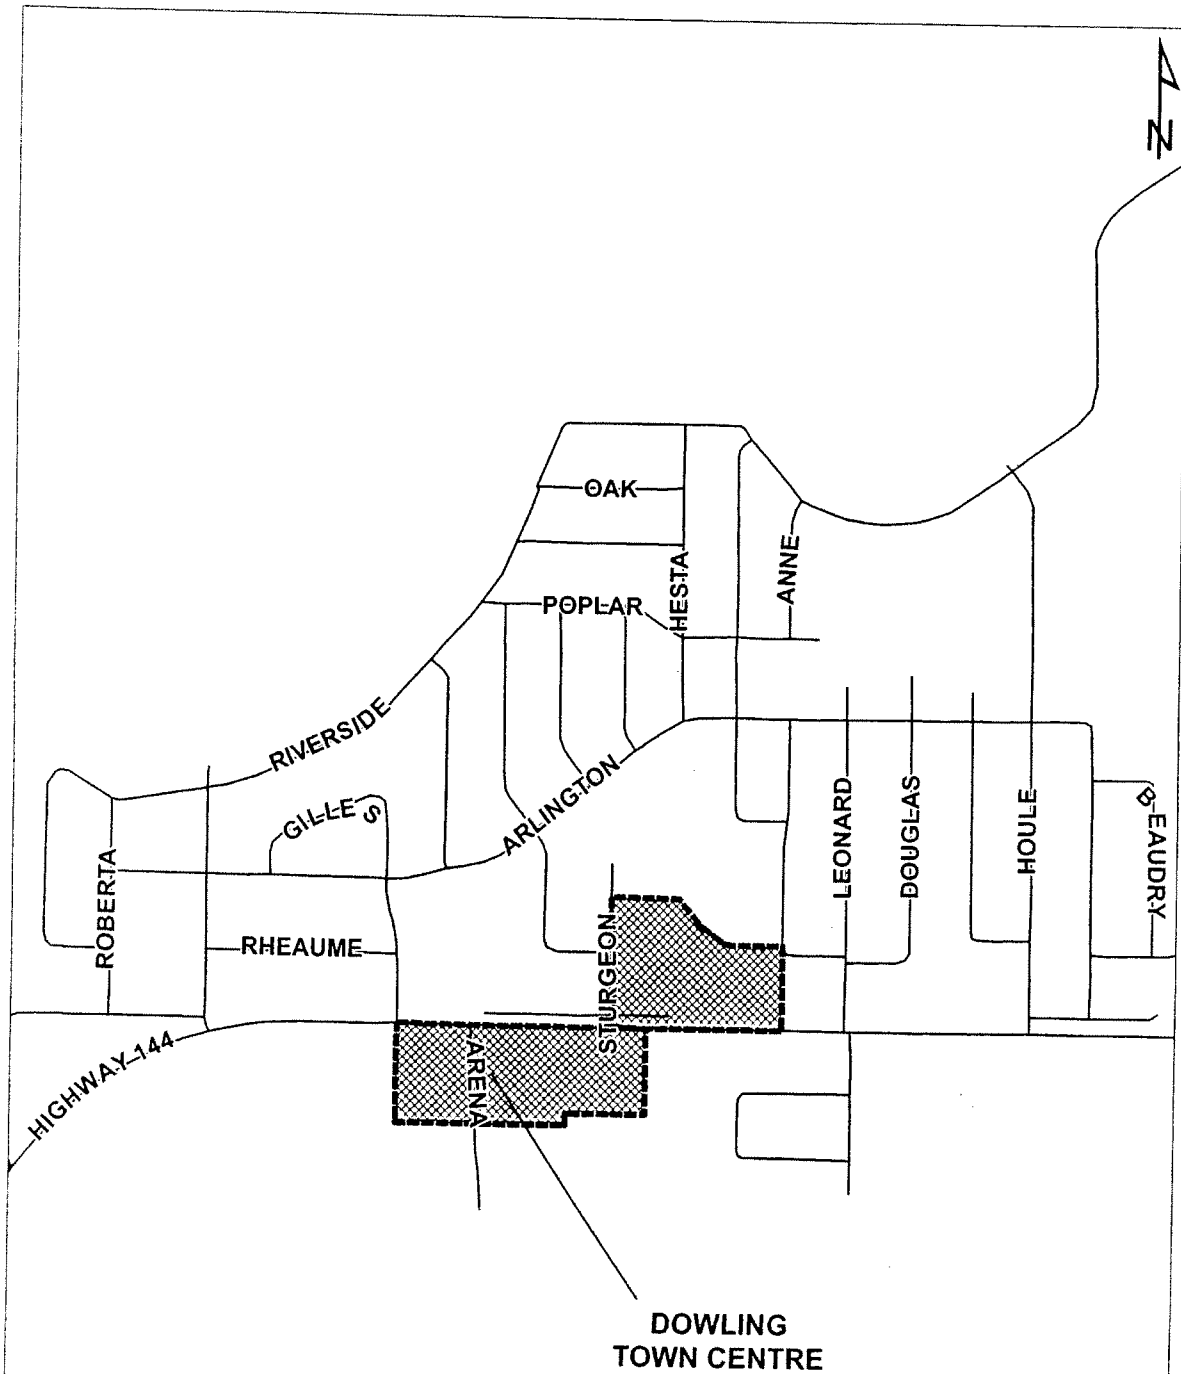 N
OAK
HESTA
ANNE
POPLAR
RIVERSIDE
ARLINGTON
GILLES
LEONARD
DOUGLAS
HOULE
BEAUDRY
ROBERTA
RHEAUME
STURGEON
HIGHWAY 144
ARENA
DOWLING
TOWN CENTRE